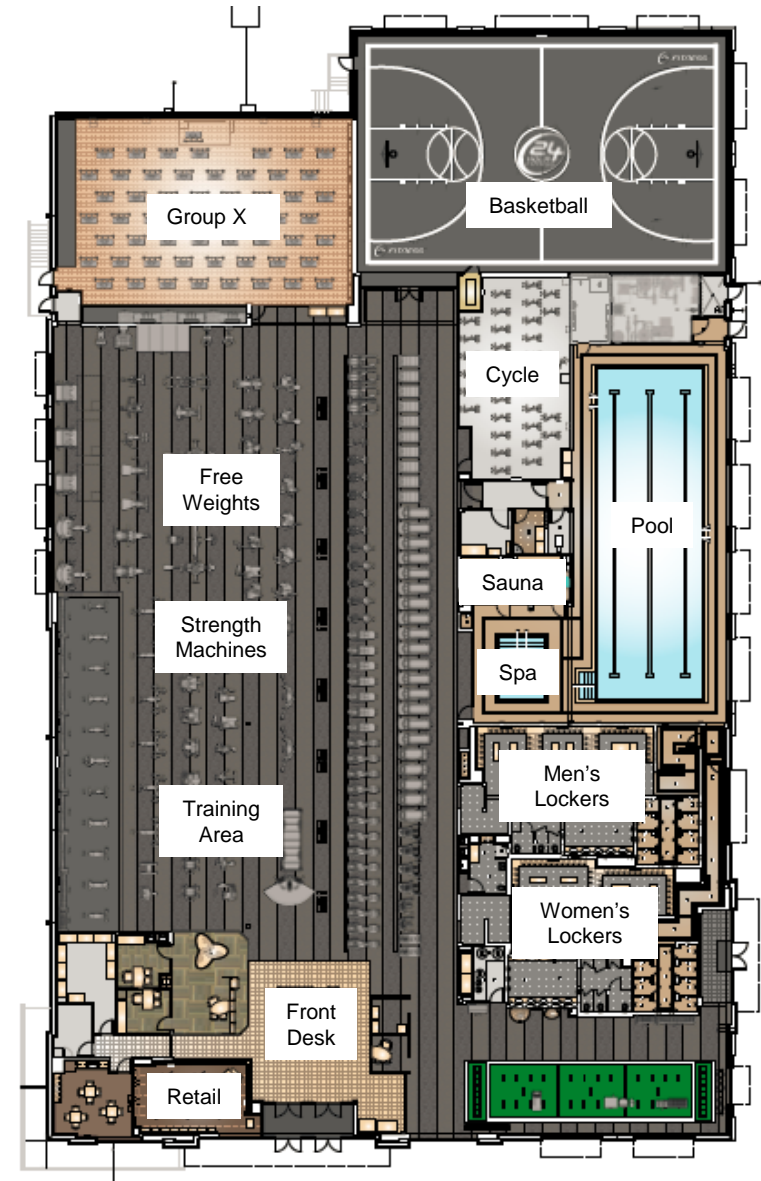 24
Basketball
Group X
Cycle
Free
Weights
Pool
Sauna
Strength
Machines
Spa
Men's
Lockers
Training
Area
Women's
Lockers
Front
Desk
Retail